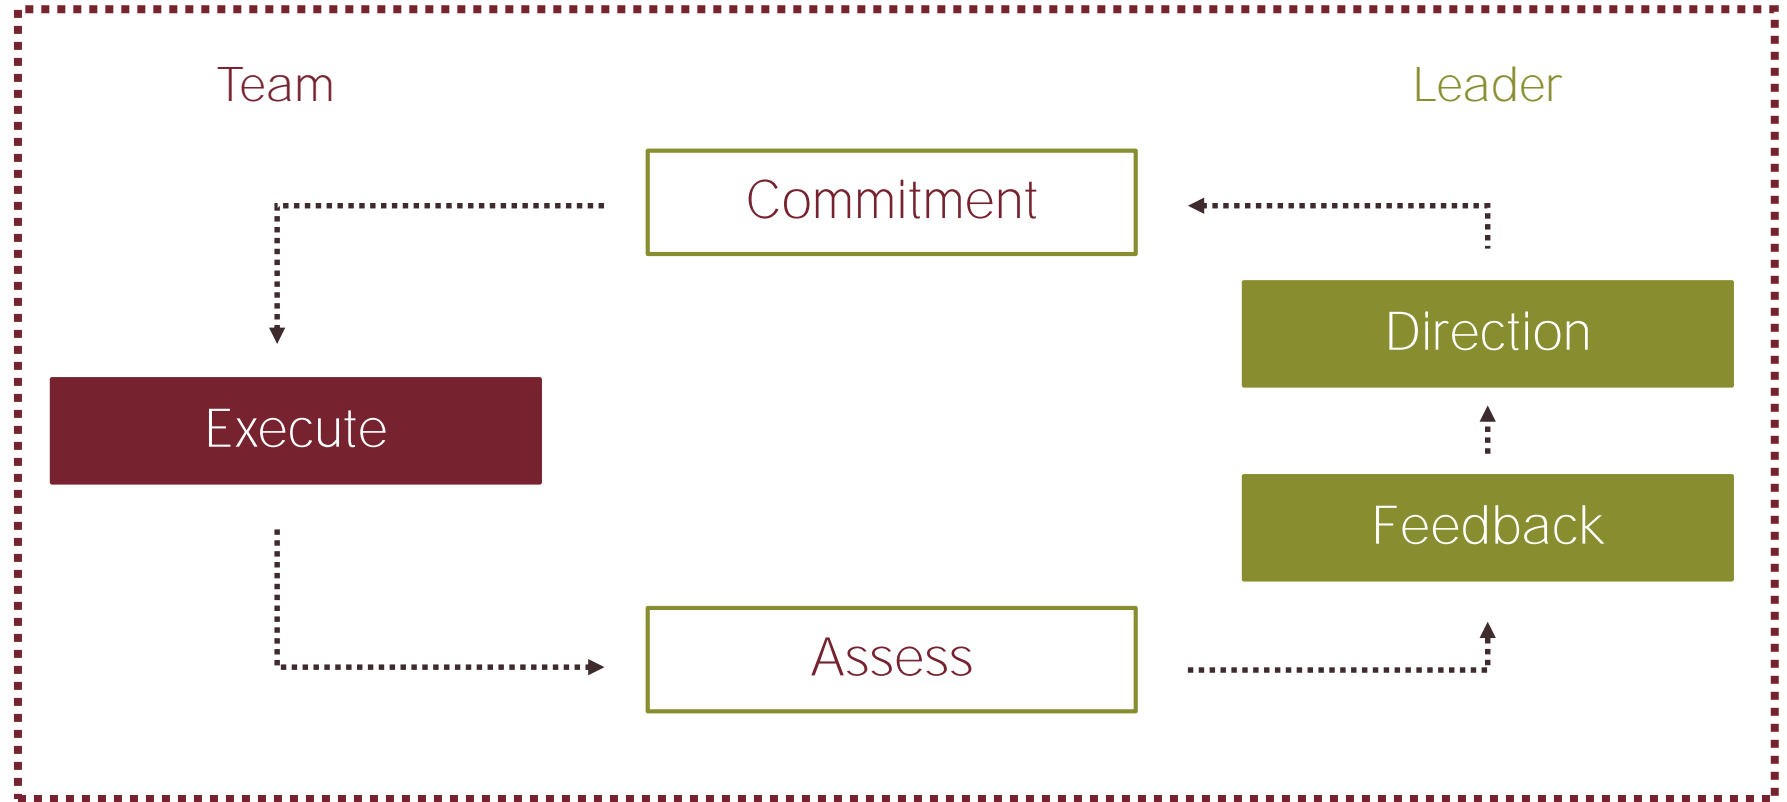 Team
Leader
Commitment
Direction
Execute
Feedback
Assess